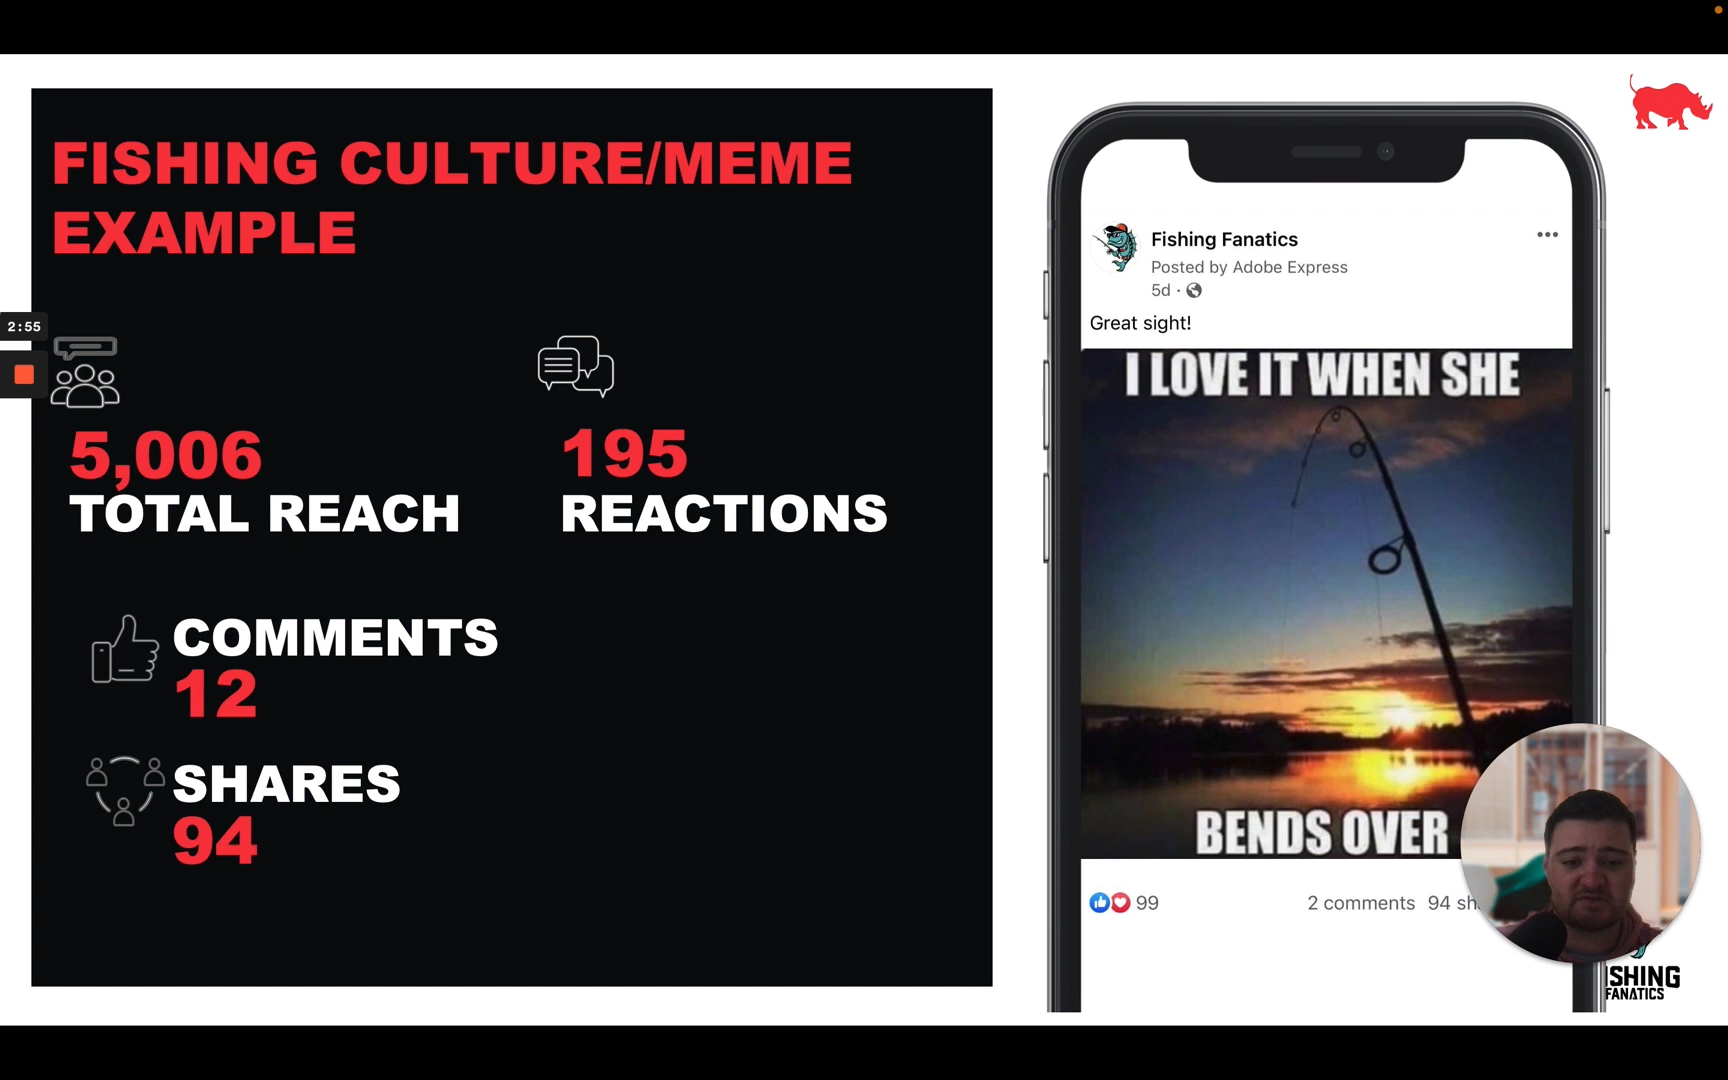 FISHING CULTURE/MEME
EXAMPLE
2:55
5,006
TOTAL REACH
195
REACTIONS
COMMENTS
12
SHARES
94
Fishing Fanatics
Posted by Adobe Express
5d ·
Great sight!
I LOVE IT WHEN SHE
BENDS OVER
99
2 comments 94 sh
ISHING
FANATICS